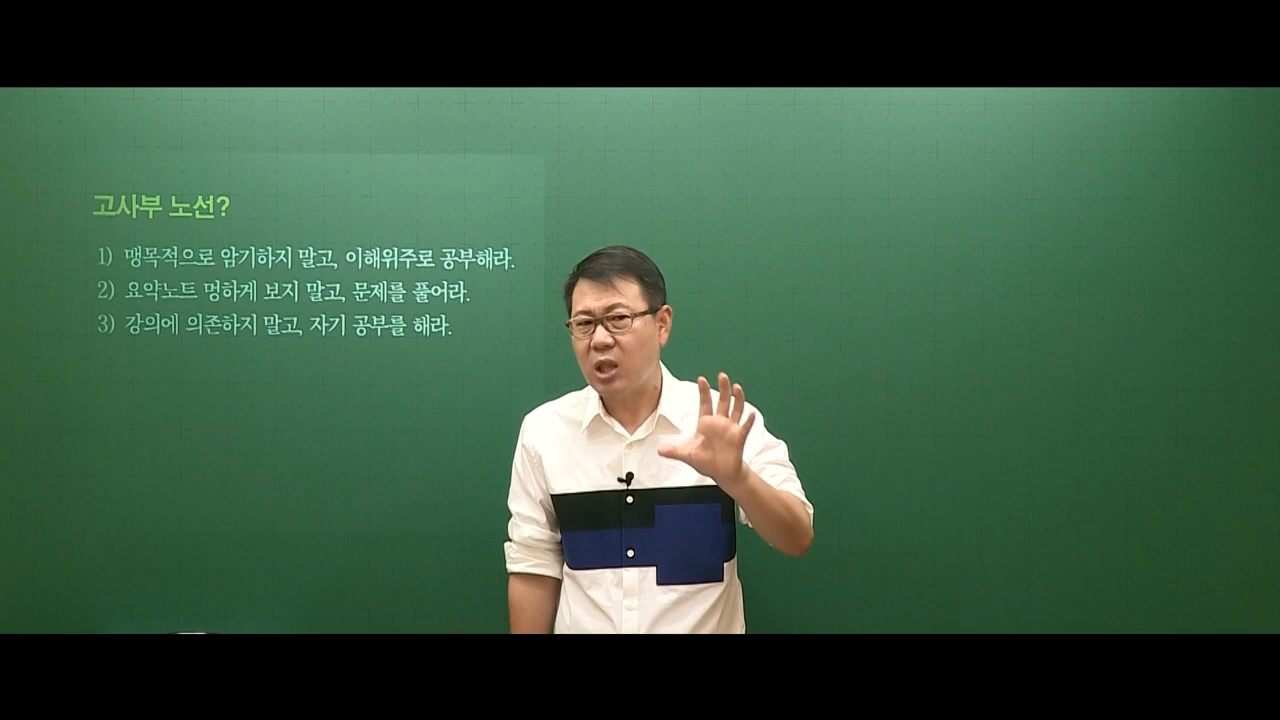 고사부 노선?
1) 맹목적으로 암기하지 말고, 이해위주로 공부해라.
2) 요약노트 멍하게 보지 말고, 문제를 풀어라.
3) 강의에 의존하지 말고, 자기 공부를 해라.